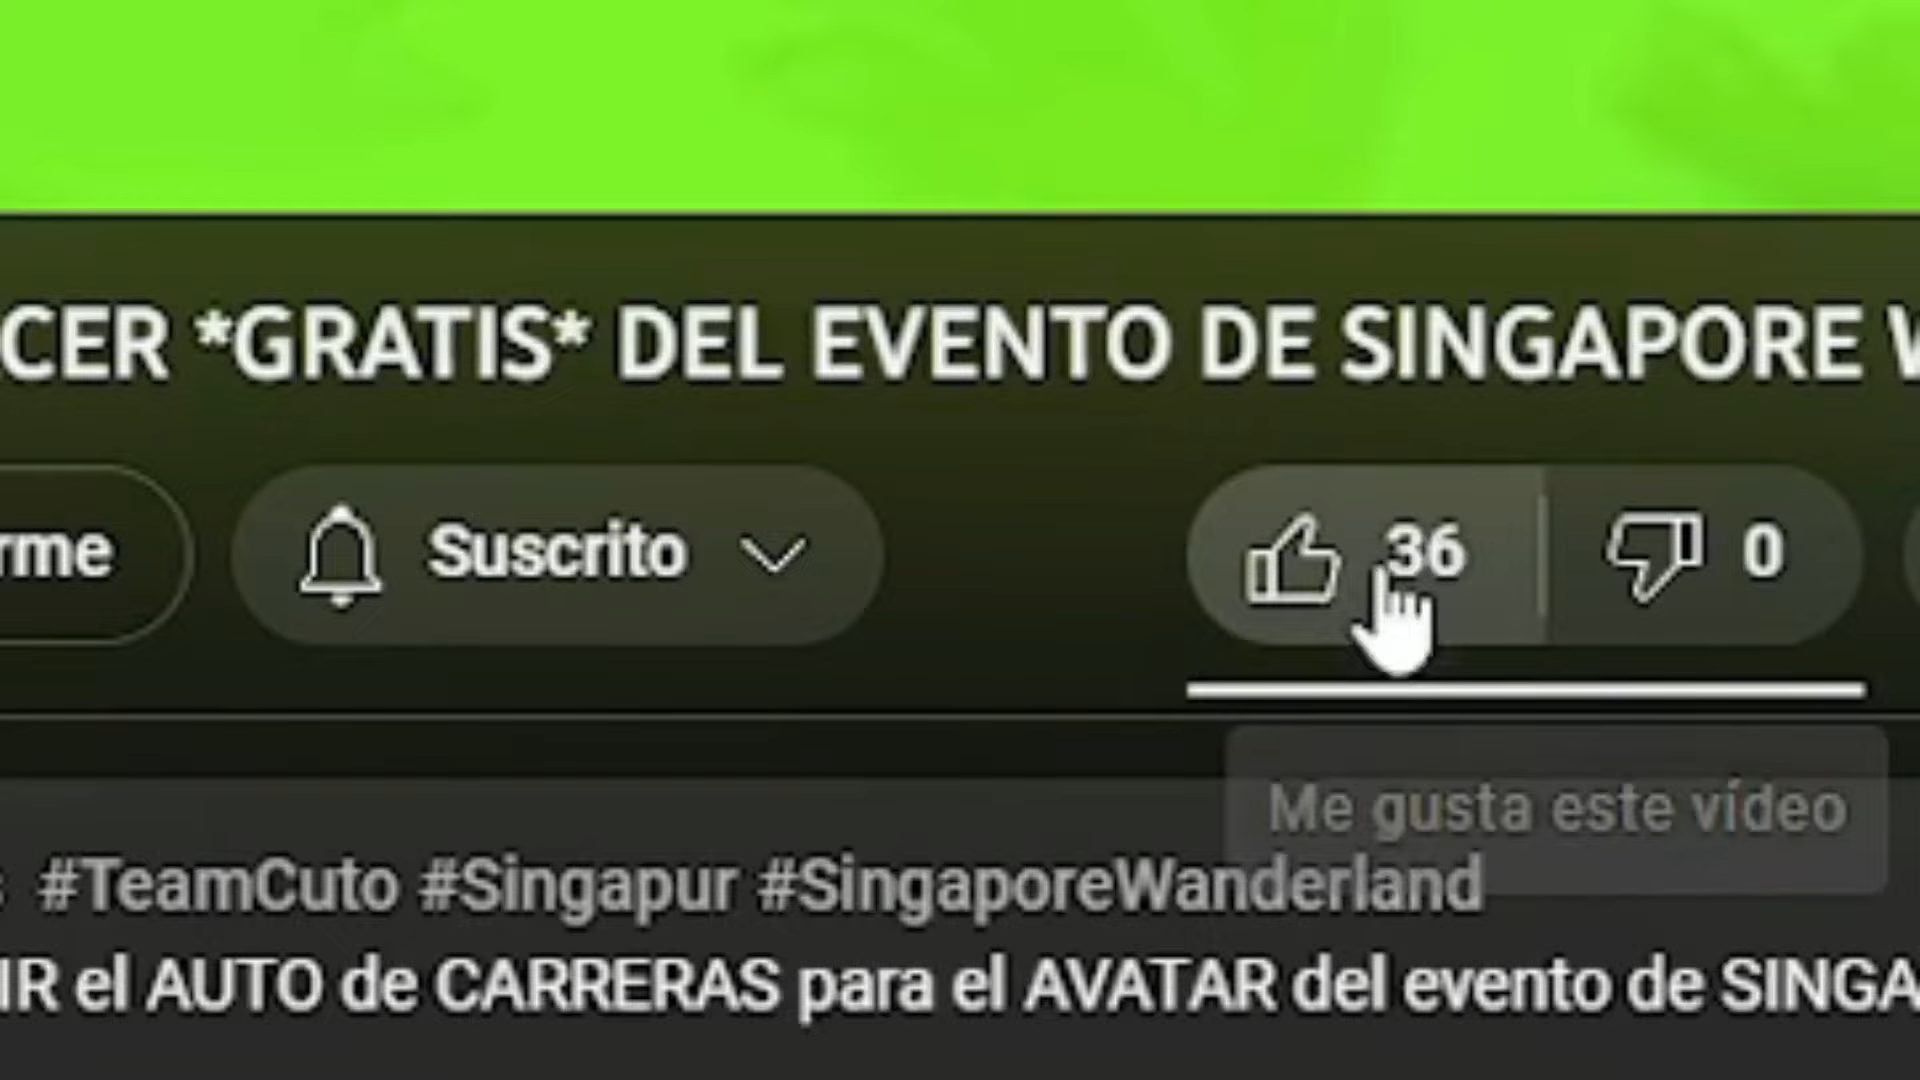 CER *GRATIS* DEL EVENTO DE SINGAPORE W
rme
Suscrito
36
0
Me gusta este vídeo
#TeamCuto #Singapur #SingaporeWanderland
IR el AUTO de CARRERAS para el AVATAR del evento de SINGA